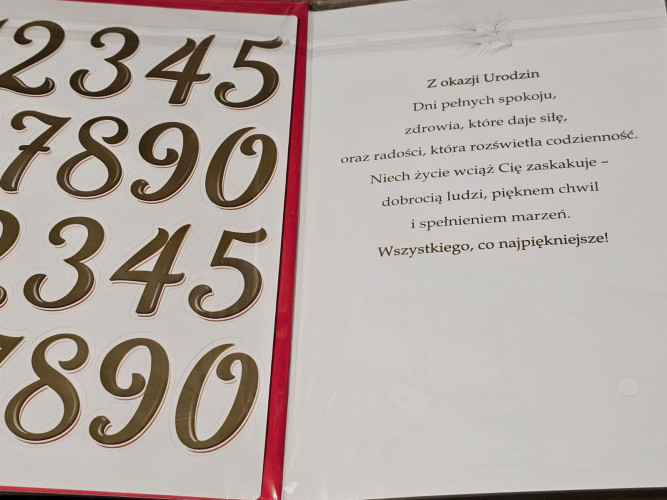 2345
7890
345
7890
Z okazji Urodzin
Dni pełnych spokoju,
zdrowia, które daje siłę,
oraz radości, która rozświetla codzienność.
Niech życie wciąż Cię zaskakuje –
dobrocią ludzi, pięknem chwil
i spełnieniem marzeń.
Wszystkiego, co najpiękniejsze!